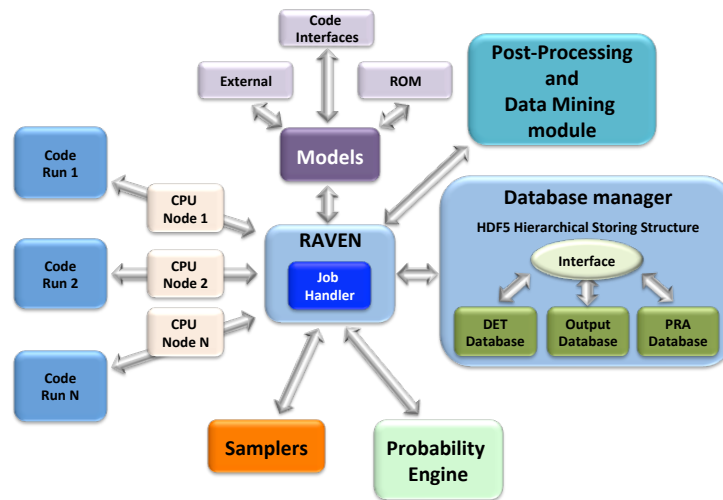 Code
Interfaces
External
ROM
Models
Post-Processing
and
Data Mining
module
Code
Run 1
CPU
Node 1
Code
Run 2
CPU
Node 2
Code
Run N
CPU
Node N
RAVEN
Job
Handler
Database manager
HDF5 Hierarchical Storing Structure
Interface
DET
Database
Output
Database
PRA
Database
Samplers
Probability
Engine